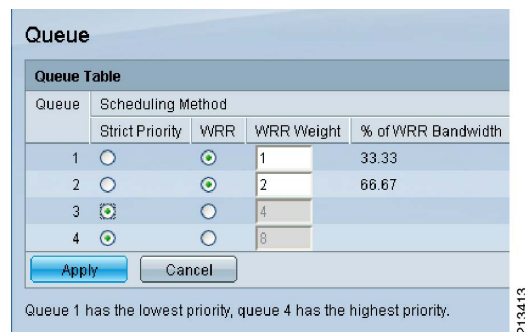 Queue
Queue Table
Queue Scheduling Method
Strict Priority WRR WRR Weight % of WRR Bandwidth
1 1 33.33
2 2 66.67
3 4
4 8
Apply Cancel
Queue 1 has the lowest priority, queue 4 has the highest priority.
213413